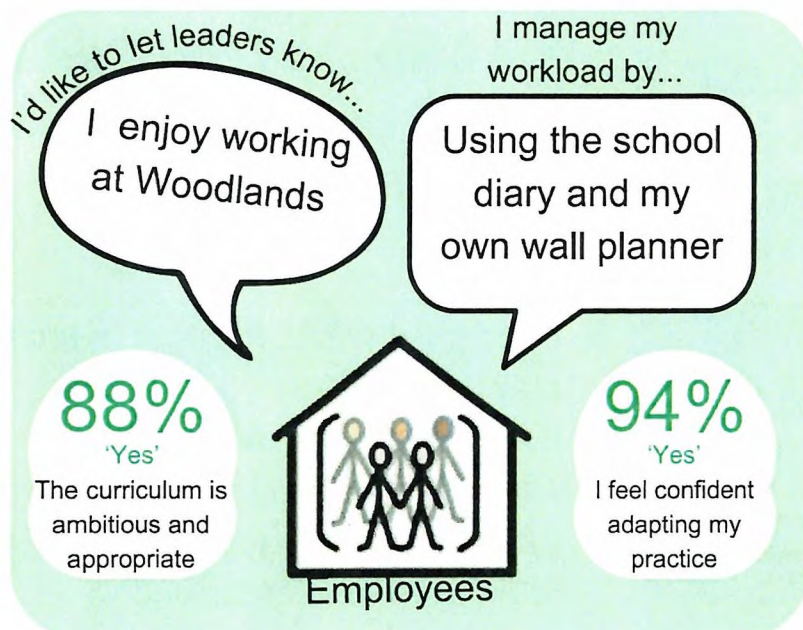 I'd like to let leaders know...
I enjoy working
at Woodlands
I manage my
workload by...
Using the school
diary and my
own wall planner
88%
'Yes'
The curriculum is
ambitious and
appropriate
94%
'Yes'
I feel confident
adapting my
practice
Employees